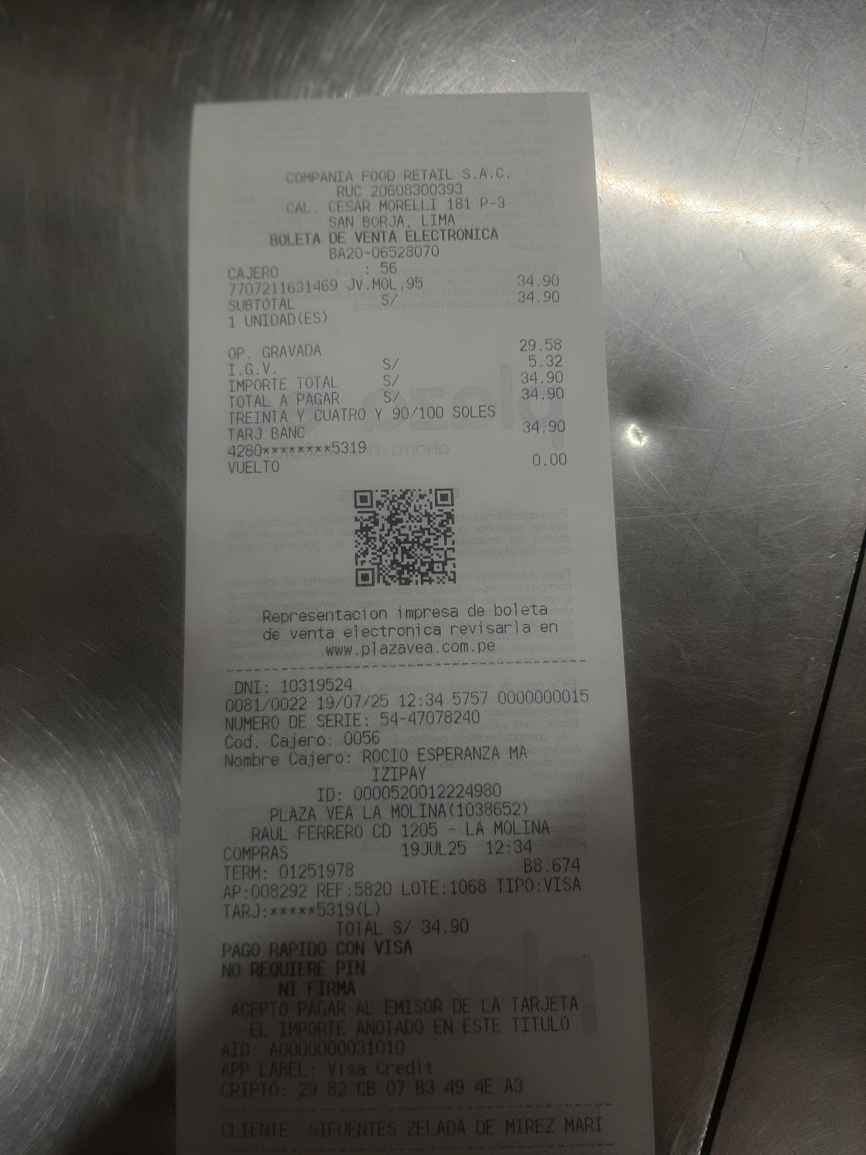 COMPANIA FOOD RETAIL S.A.C.
RUC 20608300393
CAL. CESAR MORELLI 181 P-3
SAN BORJA, LIMA
BOLETA DE VENTA ELECTRONICA
BA20-06528070
CAJERO : 56
7707211631469 JV.MOL.95 34.90
SUBTOTAL S/ 34.90
1 UNIDAD(ES)
OP. GRAVADA 29.58
I.G.V. S/ 5.32
IMPORTE TOTAL S/ 34.90
TOTAL A PAGAR S/ 34.90
TREINTA Y CUATRO Y 90/100 SOLES
TARJ BANC 34.90
4280********5319
VUELTO 0.00
Representacion impresa de boleta
de venta electronica revisarla en
www.plazavea.com.pe
DNI: 10319524
0081/0022 19/07/25 12:34 5757 0000000015
NUMERO DE SERIE: 54-47078240
Cod. Cajero: 0056
Nombre Cajero: ROCIO ESPERANZA MA
IZIPAY
ID: 0000520012224980
PLAZA VEA LA MOLINA(1038652)
RAUL FERRERO CD 1205 - LA MOLINA
COMPRAS 19JUL25 12:34
TERM: 01251978 B8.674
AP:008292 REF:5820 LOTE:1068 TIPO:VISA
TARJ:*****5319(L)
TOTAL S/ 34.90
PAGO RAPIDO CON VISA
NO REQUIERE PIN
NI FIRMA
ACEPTO PAGAR AL EMISOR DE LA TARJETA
EL IMPORTE ANOTADO EN ESTE TITULO
AID: A0000000031010
APP LABEL: Visa Credit
CRIPTO: 29 82 CB 07 B3 49 4E A3
CLIENTE: SIFUENTES ZELADA DE MIREZ MARI